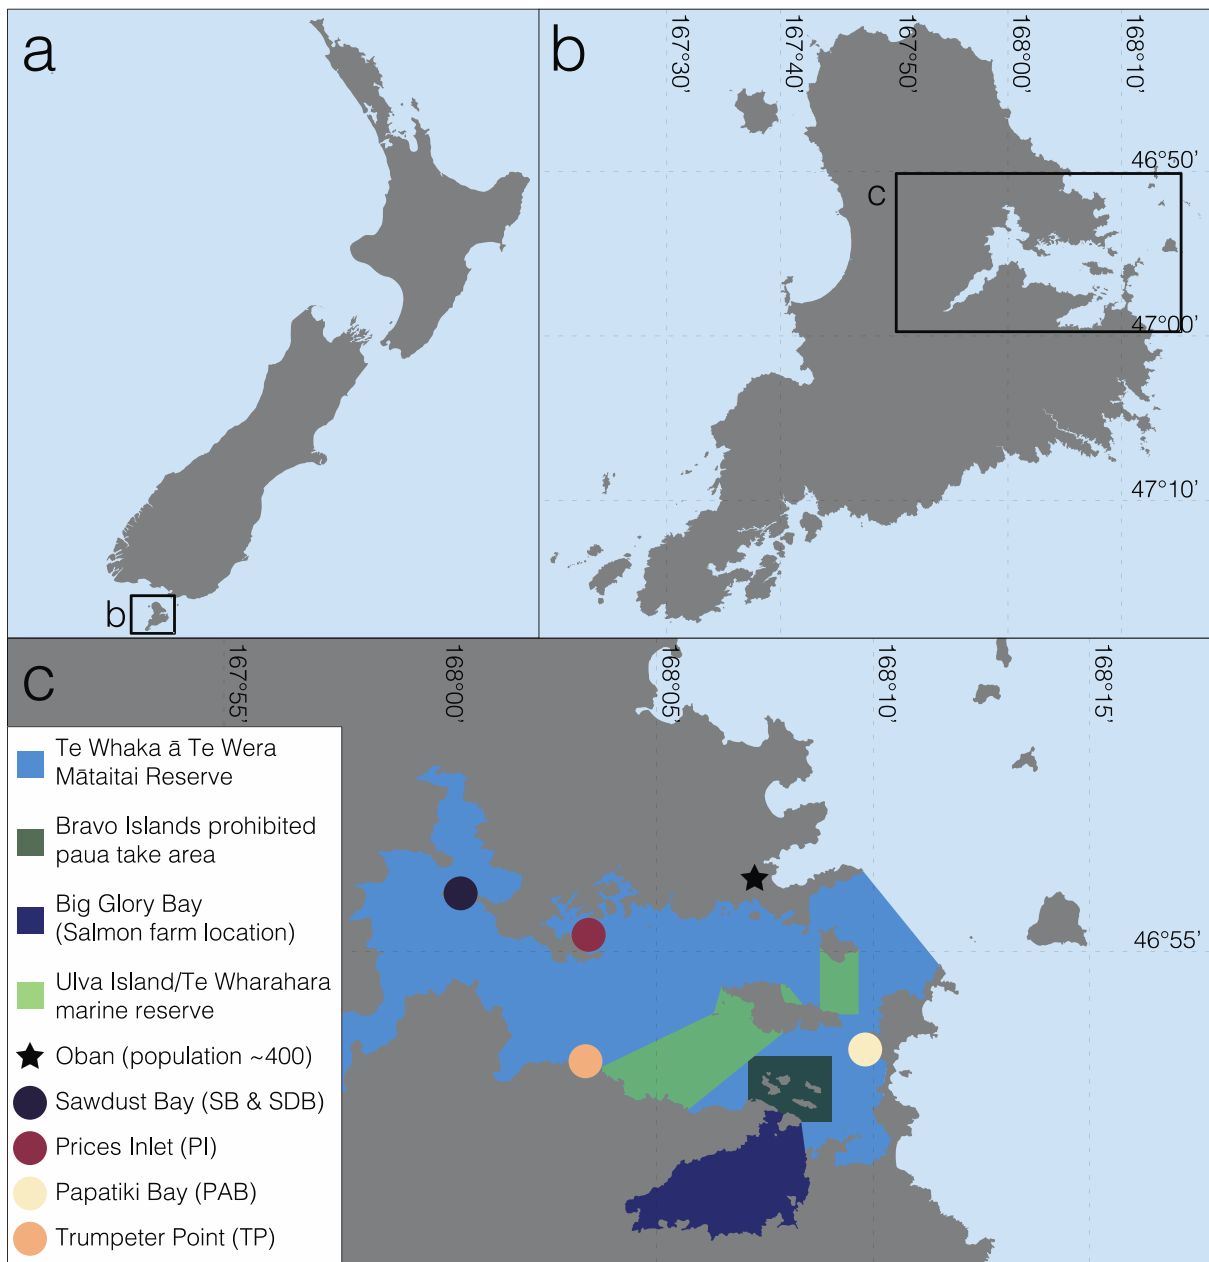 a
b
b
167°30'
167°40'
167°50'
168°00'
168°10'
46°50'
C
47°00'
47°10'
C
167°55'
168°00'
168°05'
168°10'
168°15'
46°55'
Te Whaka ā Te Wera
Mātaitai Reserve
Bravo Islands prohibited
paua take area
Big Glory Bay
(Salmon farm location)
Ulva Island/Te Wharahara
marine reserve
Oban (population ~400)
Sawdust Bay (SB & SDB)
Prices Inlet (PI)
Papatiki Bay (PAB)
Trumpeter Point (TP)